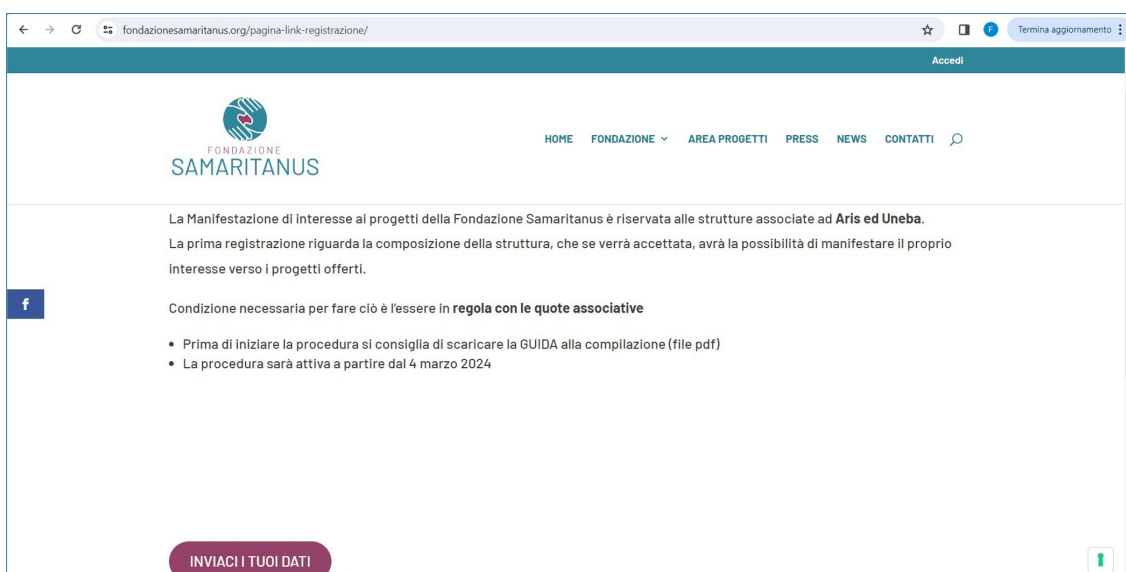 fondazionesamaritanus.org/pagina-link-registrazione/
F
Termina aggiornamento
Accedi
FONDAZIONE
SAMARITANUS
HOME FONDAZIONE AREA PROGETTI PRESS NEWS CONTATTI
La Manifestazione di interesse ai progetti della Fondazione Samaritanus è riservata alle strutture associate ad Aris ed Uneba.
La prima registrazione riguarda la composizione della struttura, che se verrà accettata, avrà la possibilità di manifestare il proprio
interesse verso i progetti offerti.
f
Condizione necessaria per fare ciò è l'essere in regola con le quote associative
• Prima di iniziare la procedura si consiglia di scaricare la GUIDA alla compilazione (file pdf)
• La procedura sarà attiva a partire dal 4 marzo 2024
INVIACI I TUOI DATI